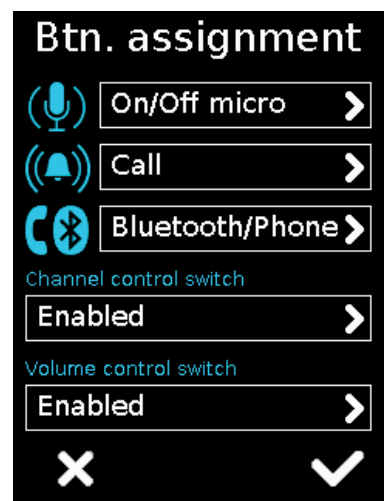 Btn. assignment
On/Off micro
Call
Bluetooth/Phone
Channel control switch
Enabled
Volume control switch
Enabled